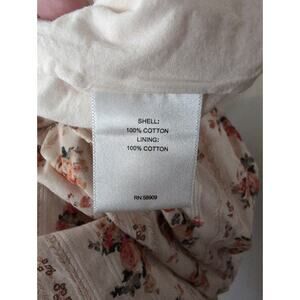 SHELL:
100% COTTON
LINING:
100% COTTON
RN:58909